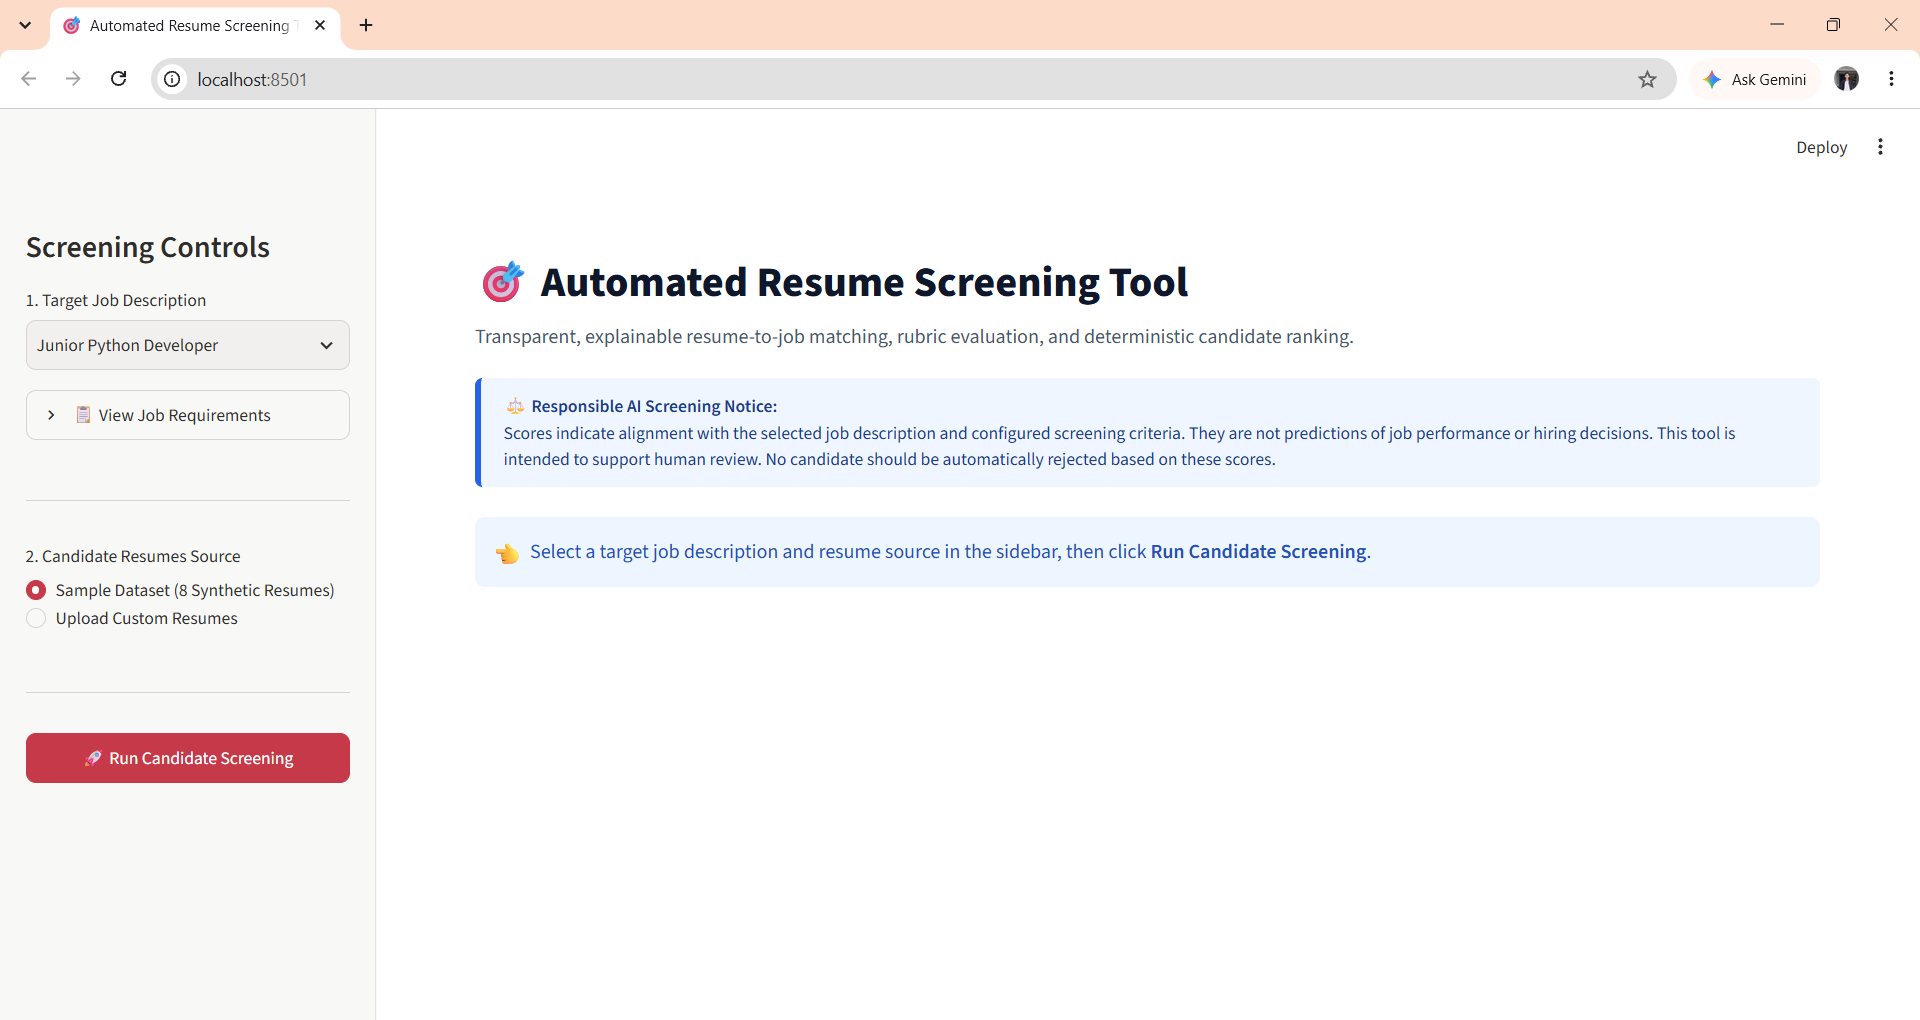 Automated Resume Screening
localhost:8501
Ask Gemini
Deploy
Screening Controls
1. Target Job Description
Junior Python Developer
View Job Requirements
2. Candidate Resumes Source
Sample Dataset (8 Synthetic Resumes)
Upload Custom Resumes
Run Candidate Screening
Automated Resume Screening Tool
Transparent, explainable resume-to-job matching, rubric evaluation, and deterministic candidate ranking.
Responsible AI Screening Notice:
Scores indicate alignment with the selected job description and configured screening criteria. They are not predictions of job performance or hiring decisions. This tool is
intended to support human review. No candidate should be automatically rejected based on these scores.
Select a target job description and resume source in the sidebar, then click Run Candidate Screening.